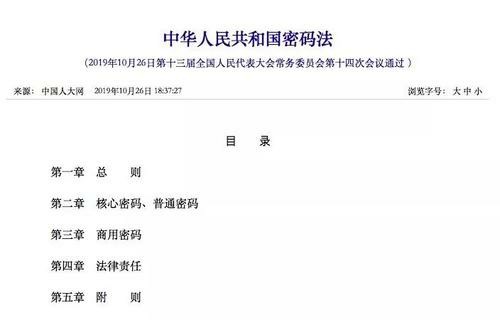 中华人民共和国密码法
(2019年10月26日第十三届全国人民代表大会常务委员会第十四次会议通过)
来源: 中国人大网 2019年10月26日 18:37:27 浏览字号: 大 中 小
目 录
第一章 总 则
第二章 核心密码、普通密码
第三章 商用密码
第四章 法律责任
第五章 附 则